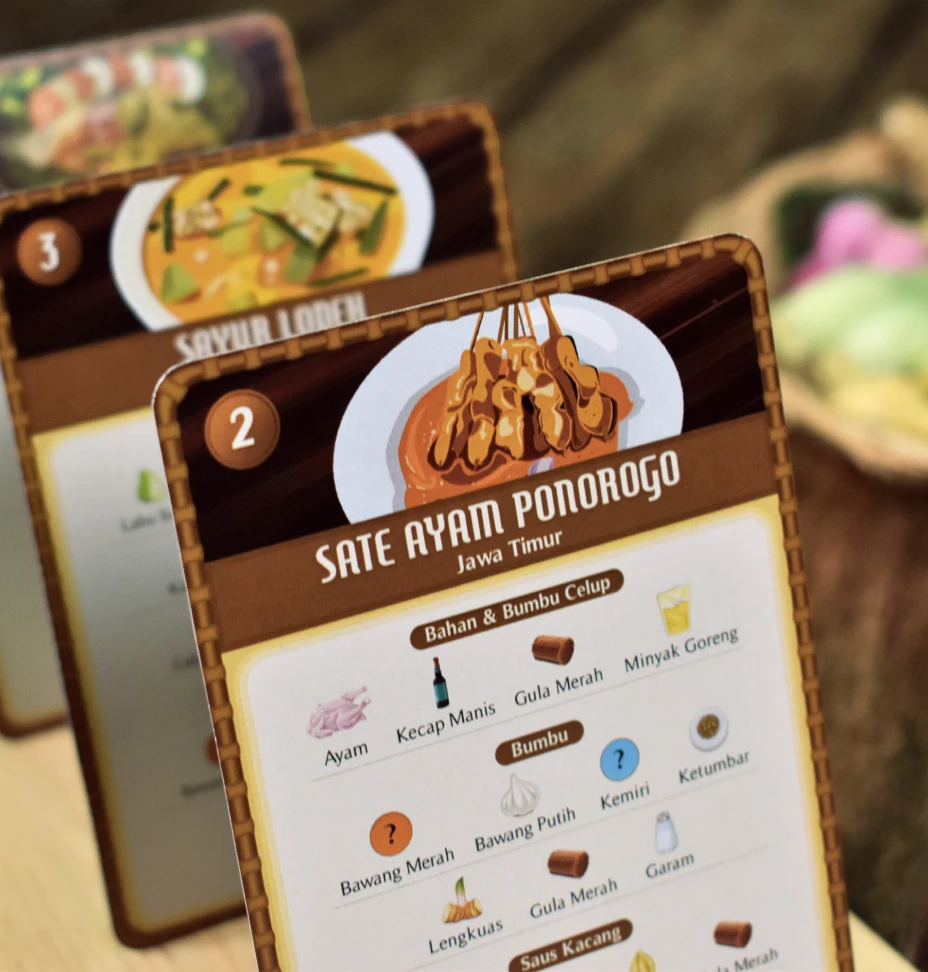 3
SAYUR LODEH
2
SATE AYAM PONOROGO
Jawa Timur
Bahan & Bumbu Celup
Ayam
Kecap Manis
Gula Merah
Minyak Goreng
Bumbu
?
Bawang Merah
Bawang Putih
?
Kemiri
Ketumbar
Lengkuas
Gula Merah
Garam
Saus Kacang
Merah